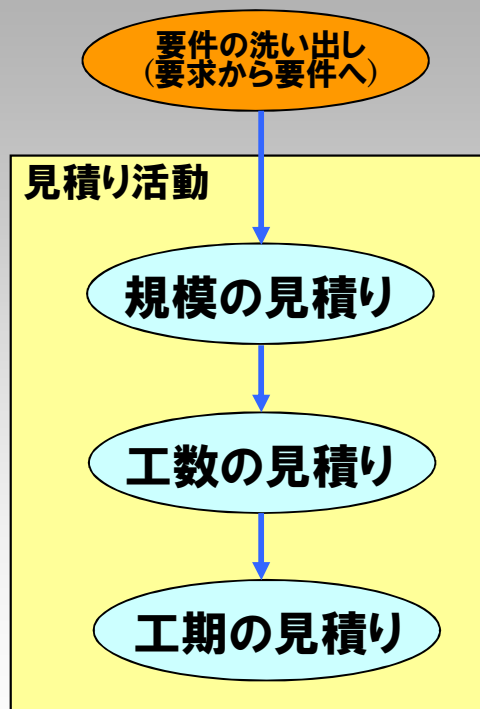 要件の洗い出し
(要求から要件へ)
見積り活動
規模の見積り
工数の見積り
工期の見積り